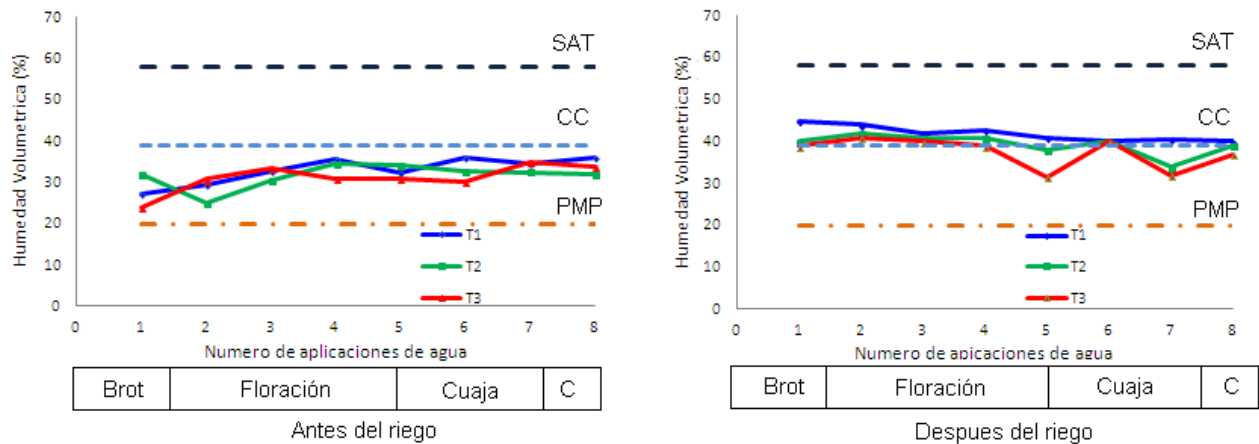 Humedad Volumetrica (%)
70
60
50
40
30
20
10
0
SAT
CC
PMP
T1
T2
T3
0 1 2 3 4 5 6 7 8
Numero de aplicaciones de agua
Brot Floración Cuaja C
Antes del riego
Humedad Volumetrica (%)
70
60
50
40
30
20
10
0
SAT
CC
PMP
T1
T2
T3
0 1 2 3 4 5 6 7 8
Numero de apicaciones de agua
Brot Floración Cuaja C
Despues del riego